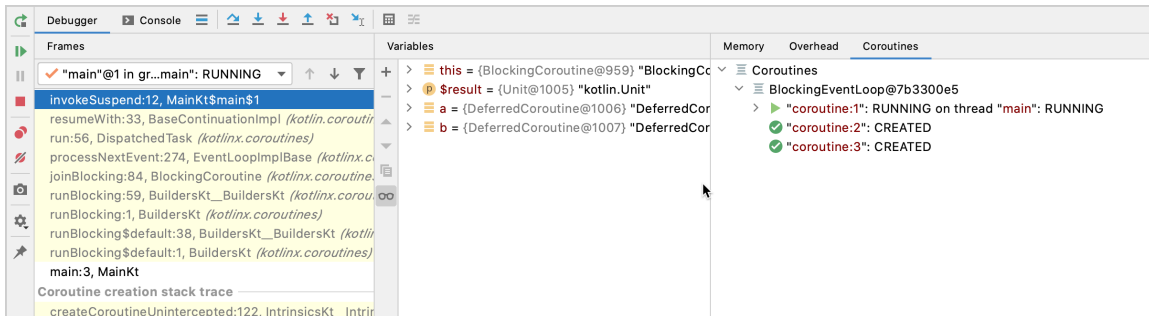 Debugger
Console
Frames
"main"@1 in gr...main": RUNNING
invokeSuspend:12, MainKt$main$1
resumeWith:33, BaseContinuationImpl (kotlin.coroutin
run:56, DispatchedTask (kotlinx.coroutines)
processNextEvent:274, EventLoopImplBase (kotlinx.c
joinBlocking:84, BlockingCoroutine (kotlinx.coroutine
runBlocking:59, BuildersKt__BuildersKt (kotlinx.corou
runBlocking:1, BuildersKt (kotlinx.coroutines)
runBlocking$default:38, BuildersKt__BuildersKt (kotlin
runBlocking$default:1, BuildersKt (kotlinx.coroutines)
main:3, MainKt
Coroutine creation stack trace
createCoroutineUnintercepted:122, IntrinsicsKt__Intrin
Variables
this = {BlockingCoroutine@959} "BlockingCo
p $result = {Unit@1005} "kotlin.Unit"
a = {DeferredCoroutine@1006} "DeferredCor
b = {DeferredCoroutine@1007} "DeferredCor
Memory
Overhead
Coroutines
Coroutines
BlockingEventLoop@7b3300e5
"coroutine:1": RUNNING on thread "main": RUNNING
"coroutine:2": CREATED
"coroutine:3": CREATED